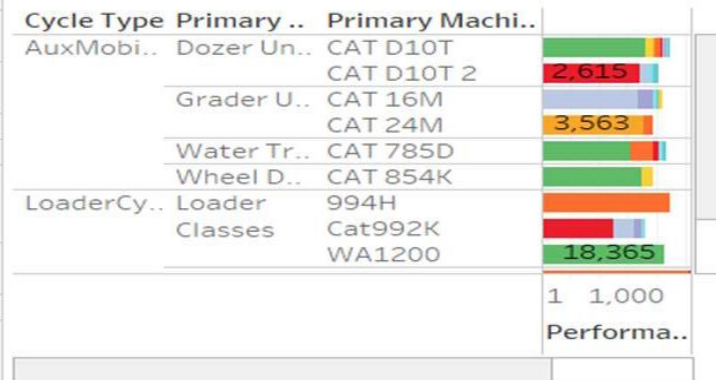 Cycle Type Primary .. Primary Machi..
AuxMobi.. Dozer Un.. CAT D10T
CAT D10T 2 2,615
Grader U.. CAT 16M
CAT 24M 3,563
Water Tr.. CAT 785D
Wheel D.. CAT 854K
LoaderCy.. Loader 994H
Classes Cat992K
WA1200 18,365
1 1,000
Performa..